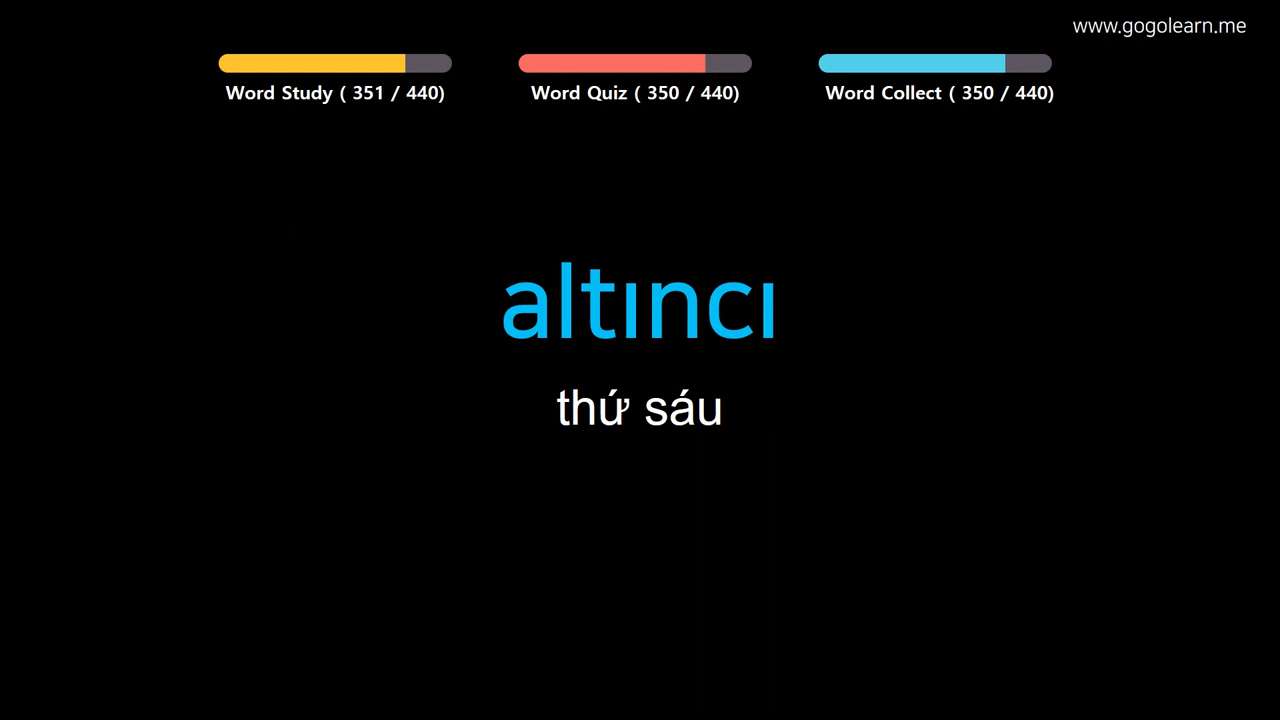 www.gogolearn.me
Word Study ( 351 / 440)
Word Quiz ( 350 / 440)
Word Collect ( 350 / 440)
altıncı
thứ sáu